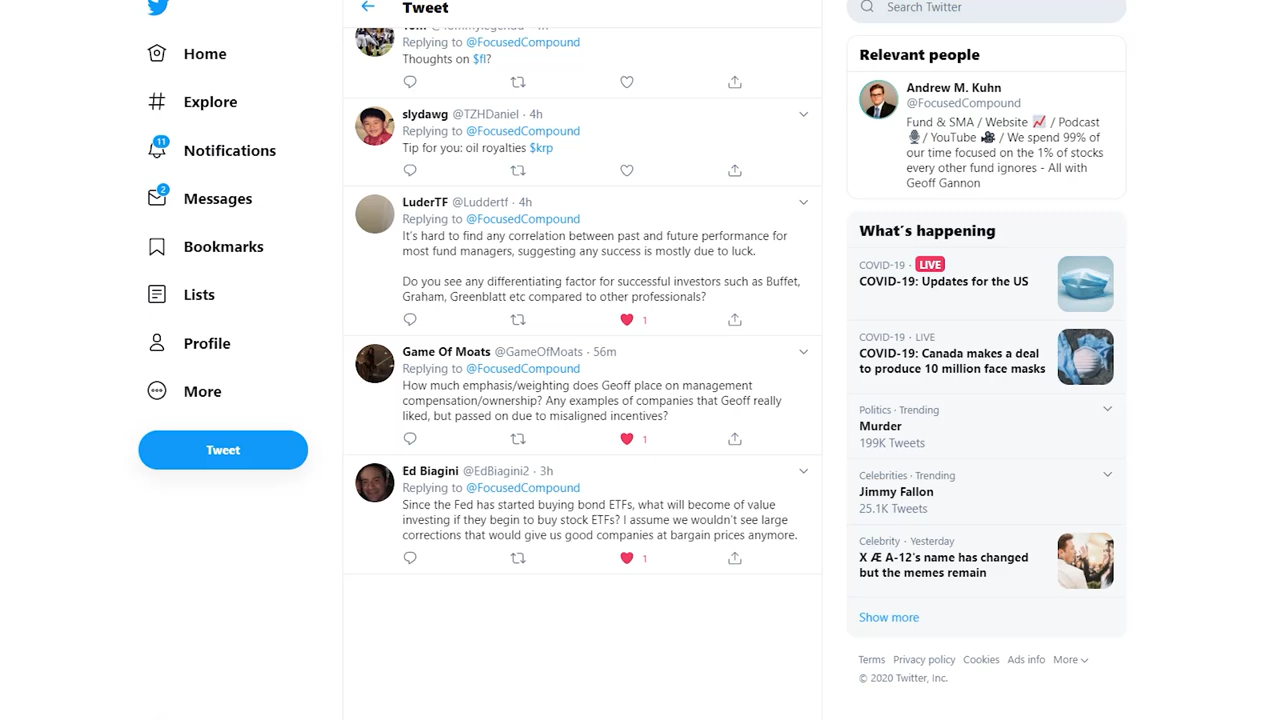 Home
Explore
11
Notifications
2
Messages
Bookmarks
Lists
Profile
More
Tweet
Tweet
Replying to @FocusedCompound
Thoughts on $fl?
slydawg @TZHDaniel · 4h
Replying to @FocusedCompound
Tip for you: oil royalties $krp
LuderTF @Luddertf · 4h
Replying to @FocusedCompound
It's hard to find any correlation between past and future performance for
most fund managers, suggesting any success is mostly due to luck.
Do you see any differentiating factor for successful investors such as Buffet,
Graham, Greenblatt etc compared to other professionals?
1
Game Of Moats @GameOfMoats · 56m
Replying to @FocusedCompound
How much emphasis/weighting does Geoff place on management
compensation/ownership? Any examples of companies that Geoff really
liked, but passed on due to misaligned incentives?
1
Ed Biagini @EdBiagini2 · 3h
Replying to @FocusedCompound
Since the Fed has started buying bond ETFs, what will become of value
investing if they begin to buy stock ETFs? I assume we wouldn't see large
corrections that would give us good companies at bargain prices anymore.
1
Search Twitter
Relevant people
Andrew M. Kuhn
@FocusedCompound
Fund & SMA / Website 📈 / Podcast
🎙/ YouTube 🎥 / We spend 99% of
our time focused on the 1% of stocks
every other fund ignores - All with
Geoff Gannon
What's happening
COVID-19 · LIVE
COVID-19: Updates for the US
COVID-19 · LIVE
COVID-19: Canada makes a deal
to produce 10 million face masks
Politics · Trending
Murder
199K Tweets
Celebrities · Trending
Jimmy Fallon
25.1K Tweets
Celebrity · Yesterday
X Æ A-12's name has changed
but the memes remain
Show more
Terms Privacy policy Cookies Ads info More
© 2020 Twitter, Inc.